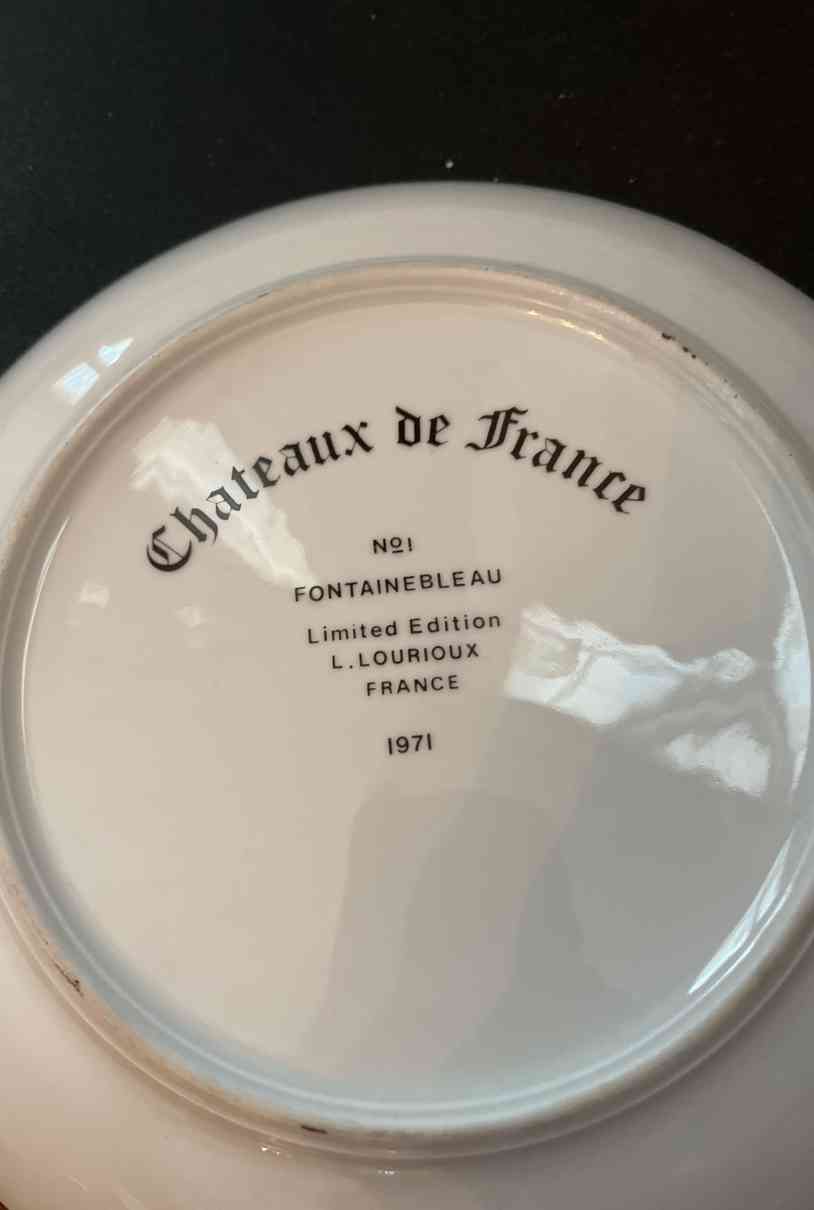 Chateaux de France
Nº1
FONTAINEBLEAU
Limited Edition
L.LOURIOUX
FRANCE
1971